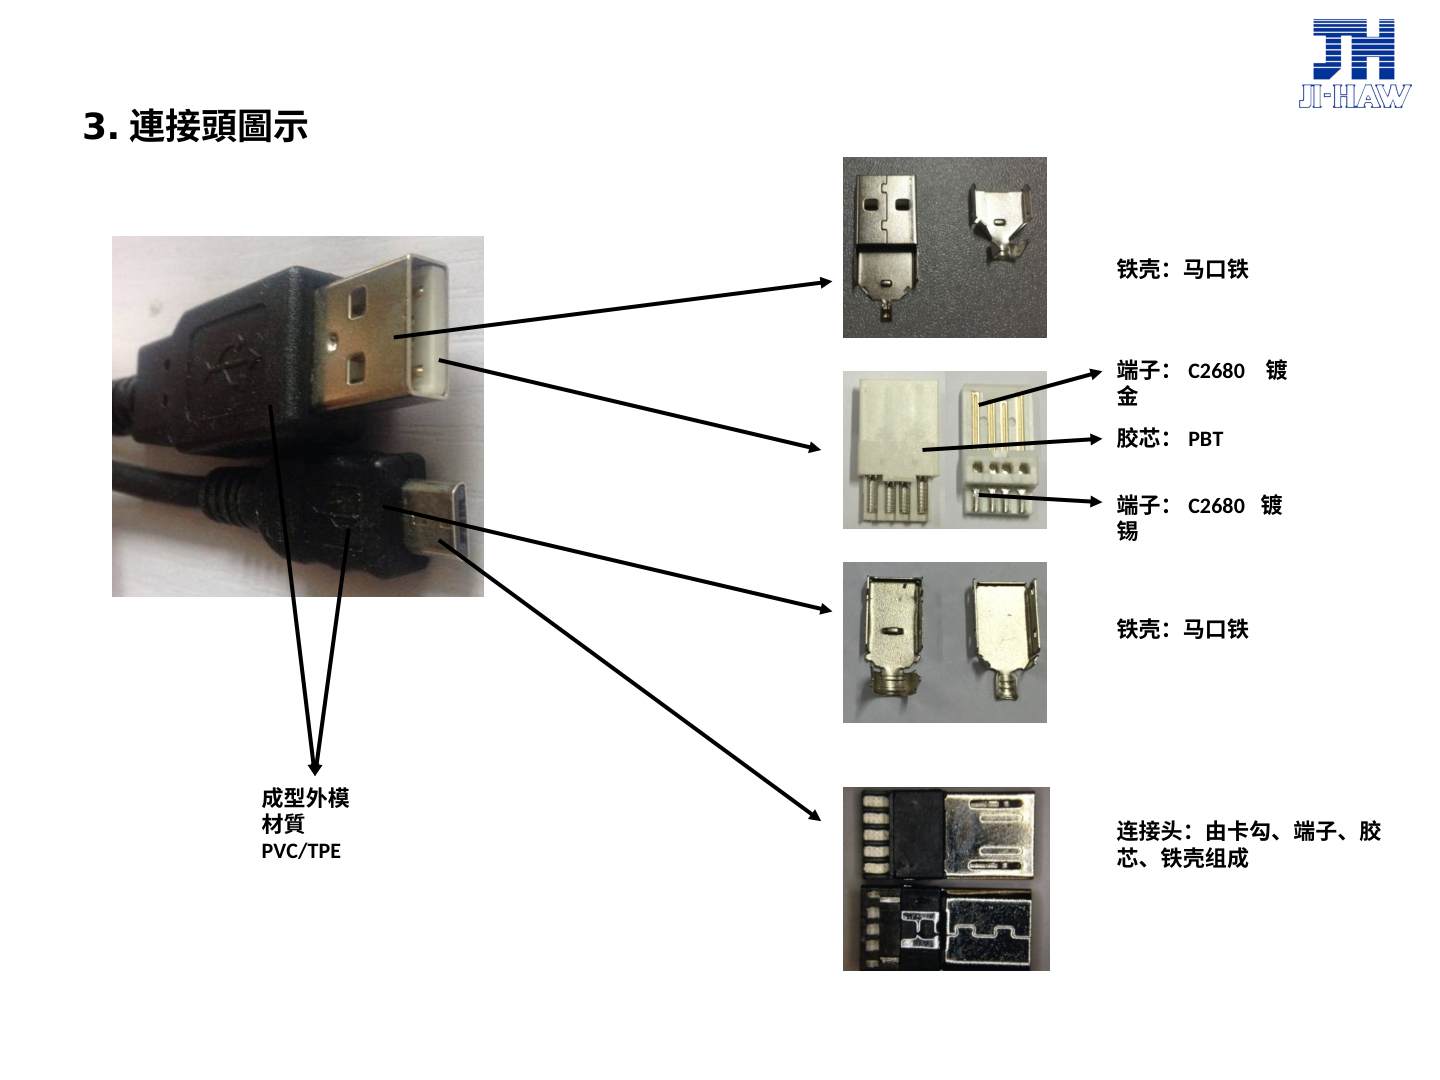 JI-HAW
3. 連接頭圖示
铁壳：马口铁
端子： C2680 镀
金
胶芯： PBT
端子： C2680 镀
锡
铁壳：马口铁
成型外模
材質
PVC/TPE
连接头：由卡勾、端子、胶
芯、铁壳组成